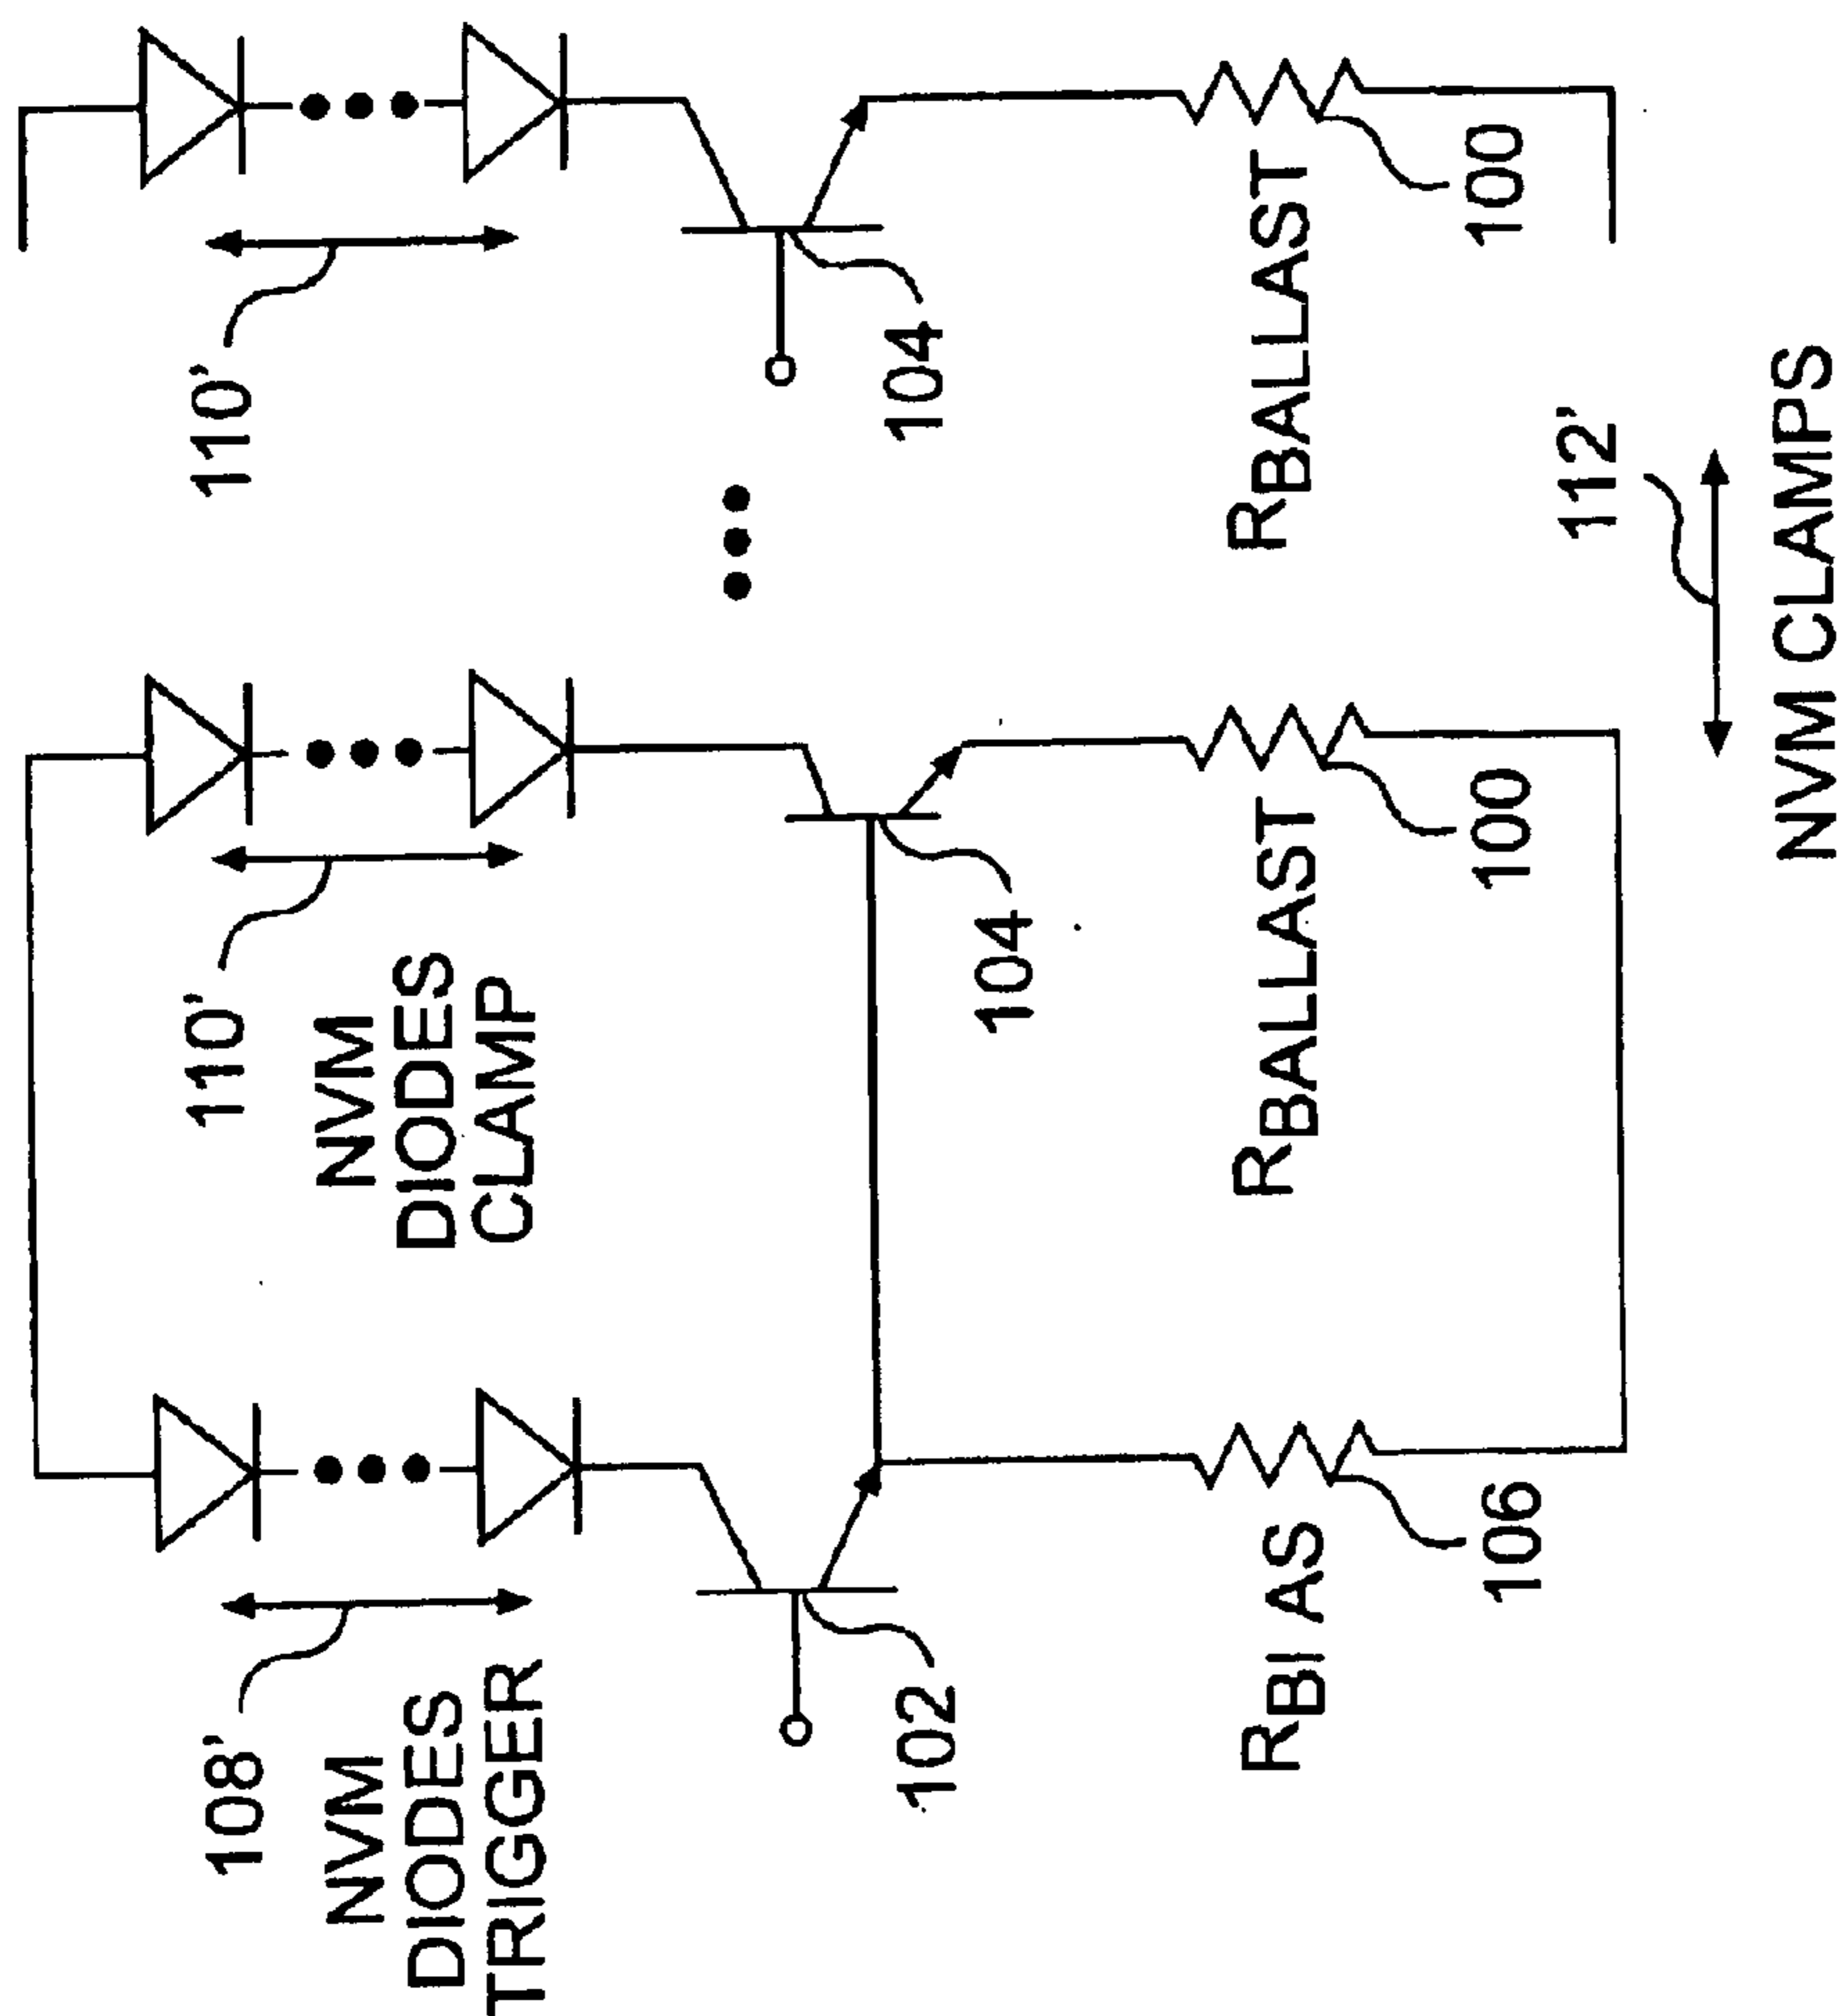 108'
NVM
DIODES
TRIGGER
102
RBIAS
106
110'
NVM
DIODES
CLAMP
104
RBALLAST
100
110'
104
RBALLAST
100
112'
NVM CLAMPS